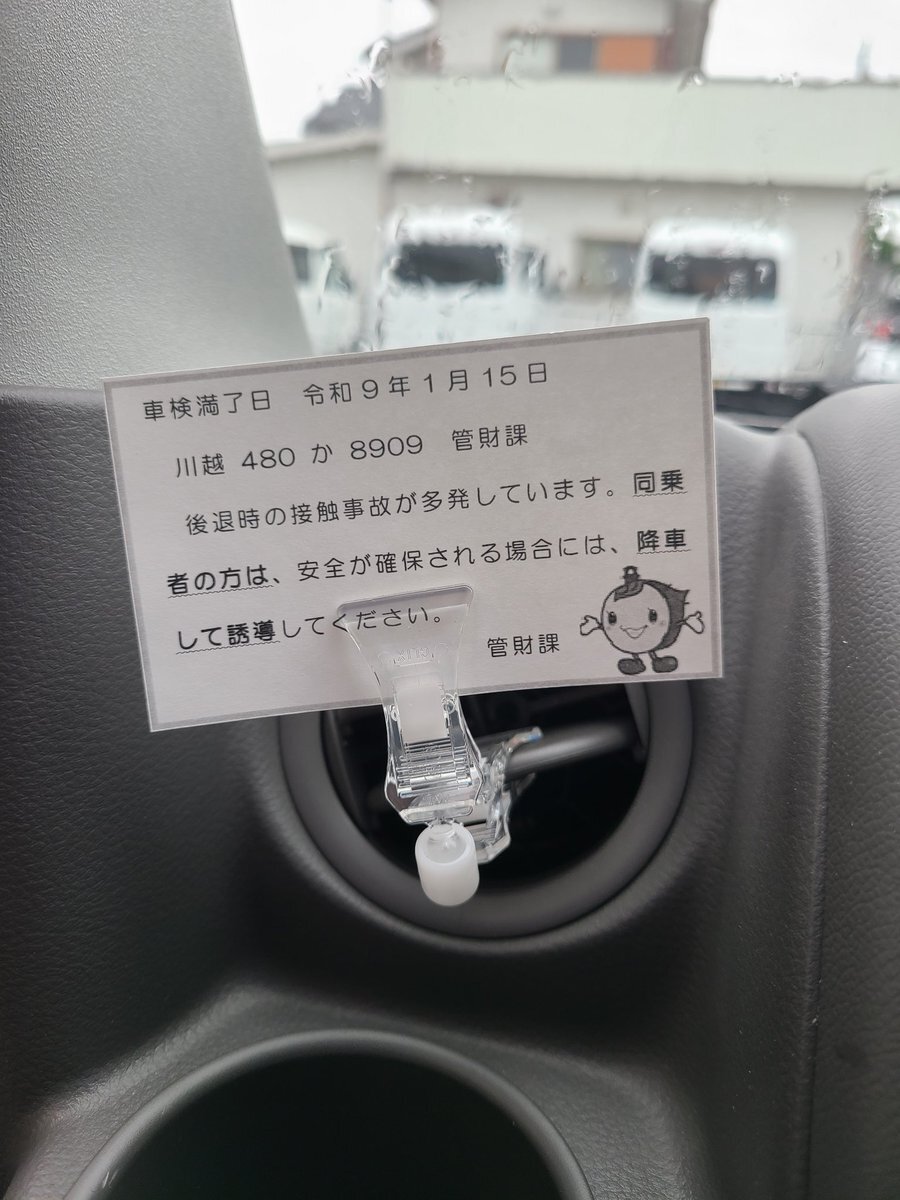 車検満了日　令和9年1月15日
川越 480 か 8909　管財課
後退時の接触事故が多発しています。同乗
者の方は、安全が確保される場合には、降車
して誘導してください。
管財課